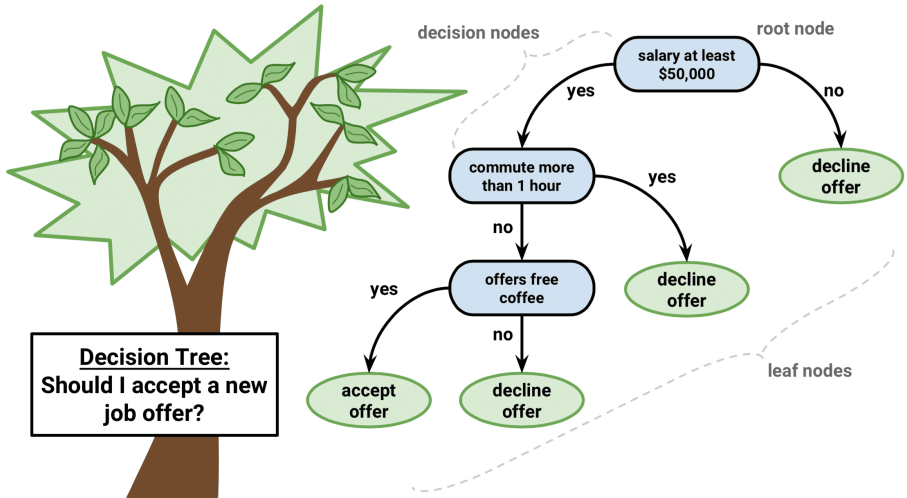 decision nodes
root node
salary at least
$50,000
yes
no
commute more
than 1 hour
yes
decline
offer
no
offers free
coffee
decline
offer
yes
no
Decision Tree:
Should I accept a new
job offer?
accept
offer
decline
offer
leaf nodes